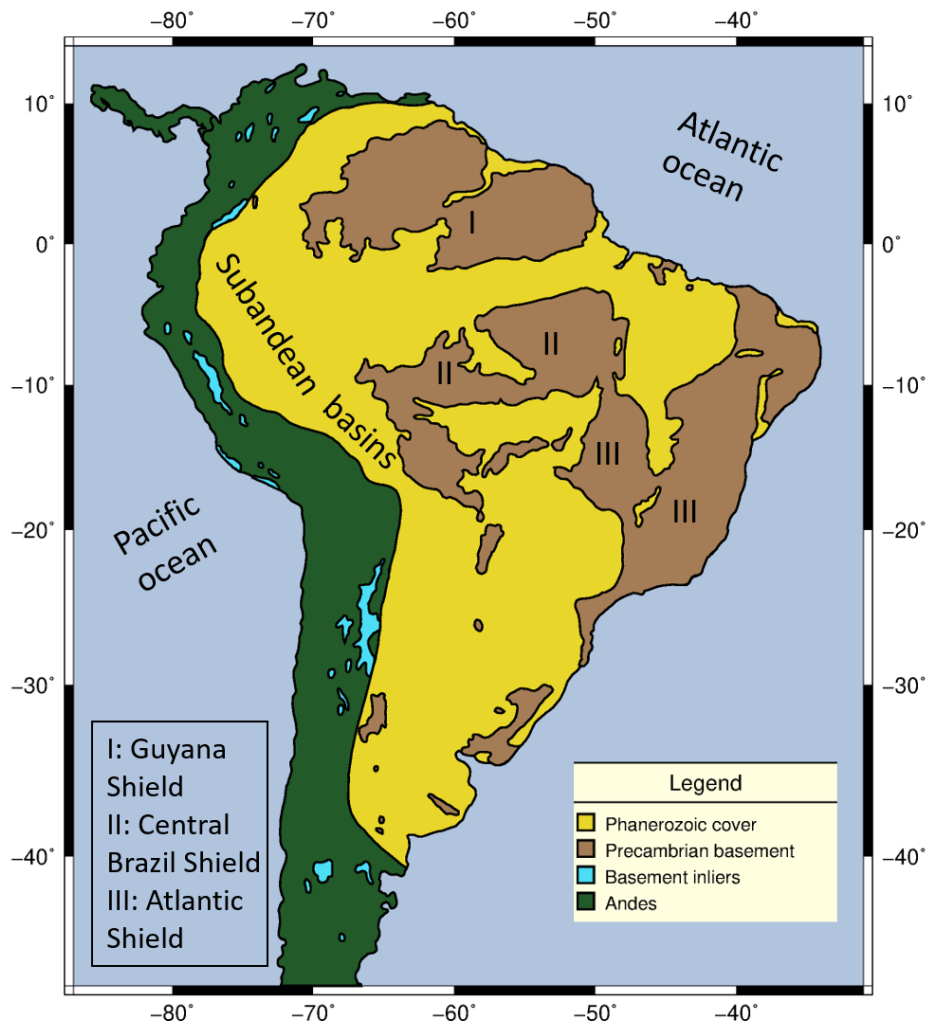 −80˚ −70˚ −60˚ −50˚ −40˚
10˚ 10˚
Atlantic
ocean
I
0˚ 0˚
Subandean basins
II
II
−10˚ −10˚
III
III
Pacific
ocean
−20˚ −20˚
−30˚ −30˚
I: Guyana
Shield
II: Central
Brazil Shield
III: Atlantic
Shield
Legend
Phanerozoic cover
Precambrian basement
Basement inliers
Andes
−40˚ −40˚
−80˚ −70˚ −60˚ −50˚ −40˚